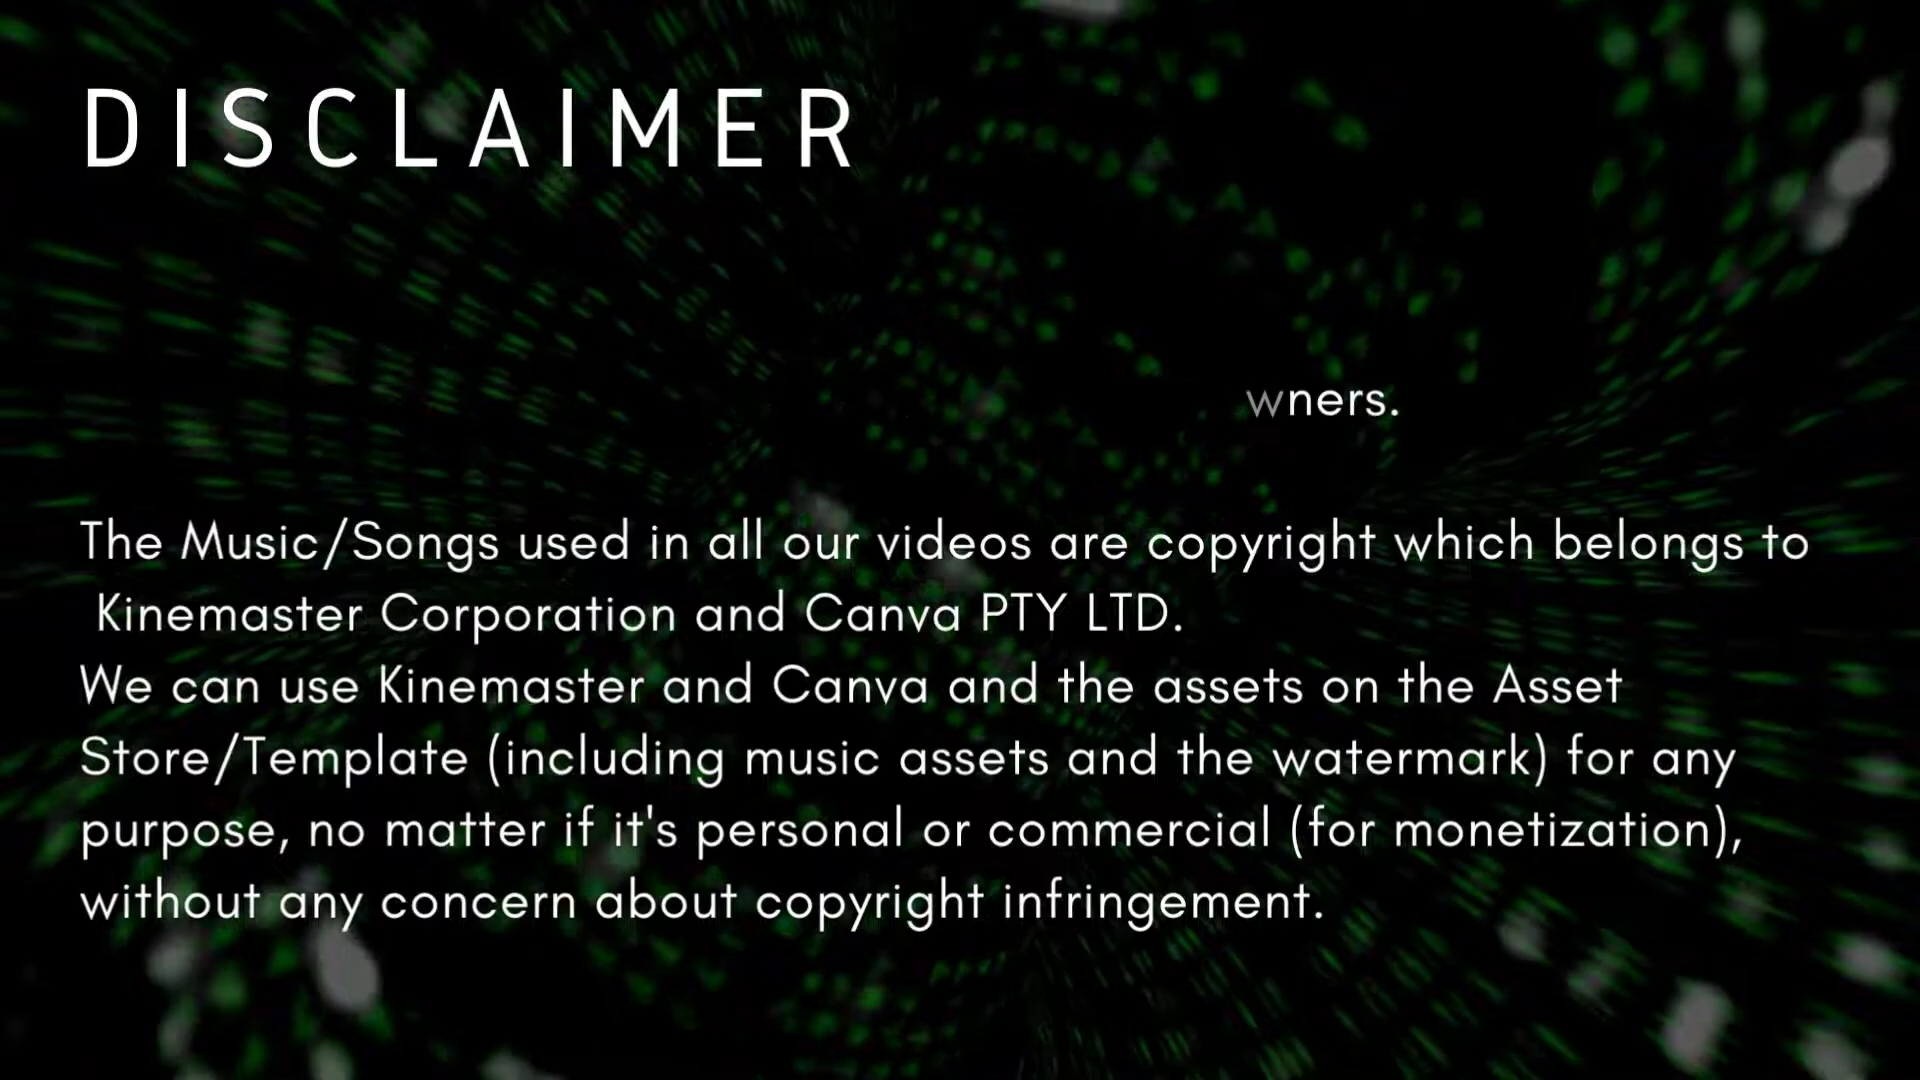 DISCLAIMER
wners.
The Music/Songs used in all our videos are copyright which belongs to
Kinemaster Corporation and Canva PTY LTD.
We can use Kinemaster and Canva and the assets on the Asset
Store/Template (including music assets and the watermark) for any
purpose, no matter if it's personal or commercial (for monetization),
without any concern about copyright infringement.